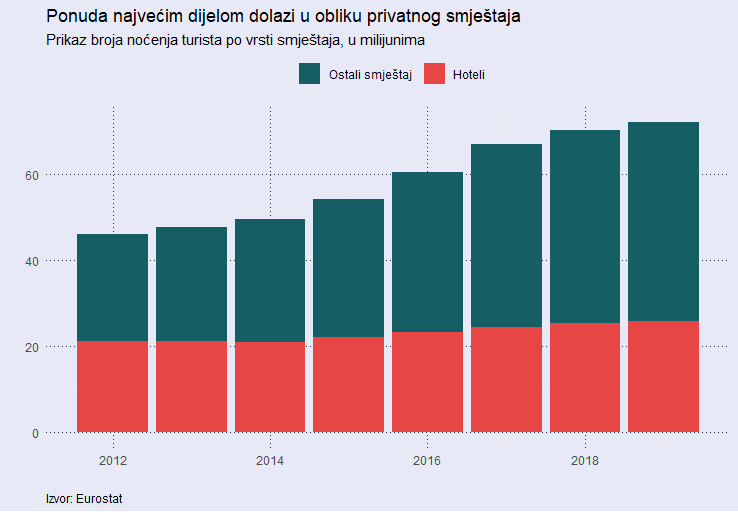 Ponuda najvećim dijelom dolazi u obliku privatnog smještaja
Prikaz broja noćenja turista po vrsti smještaja, u milijunima
Ostali smještaj
Hoteli
60
40
20
0
2012
2014
2016
2018
Izvor: Eurostat